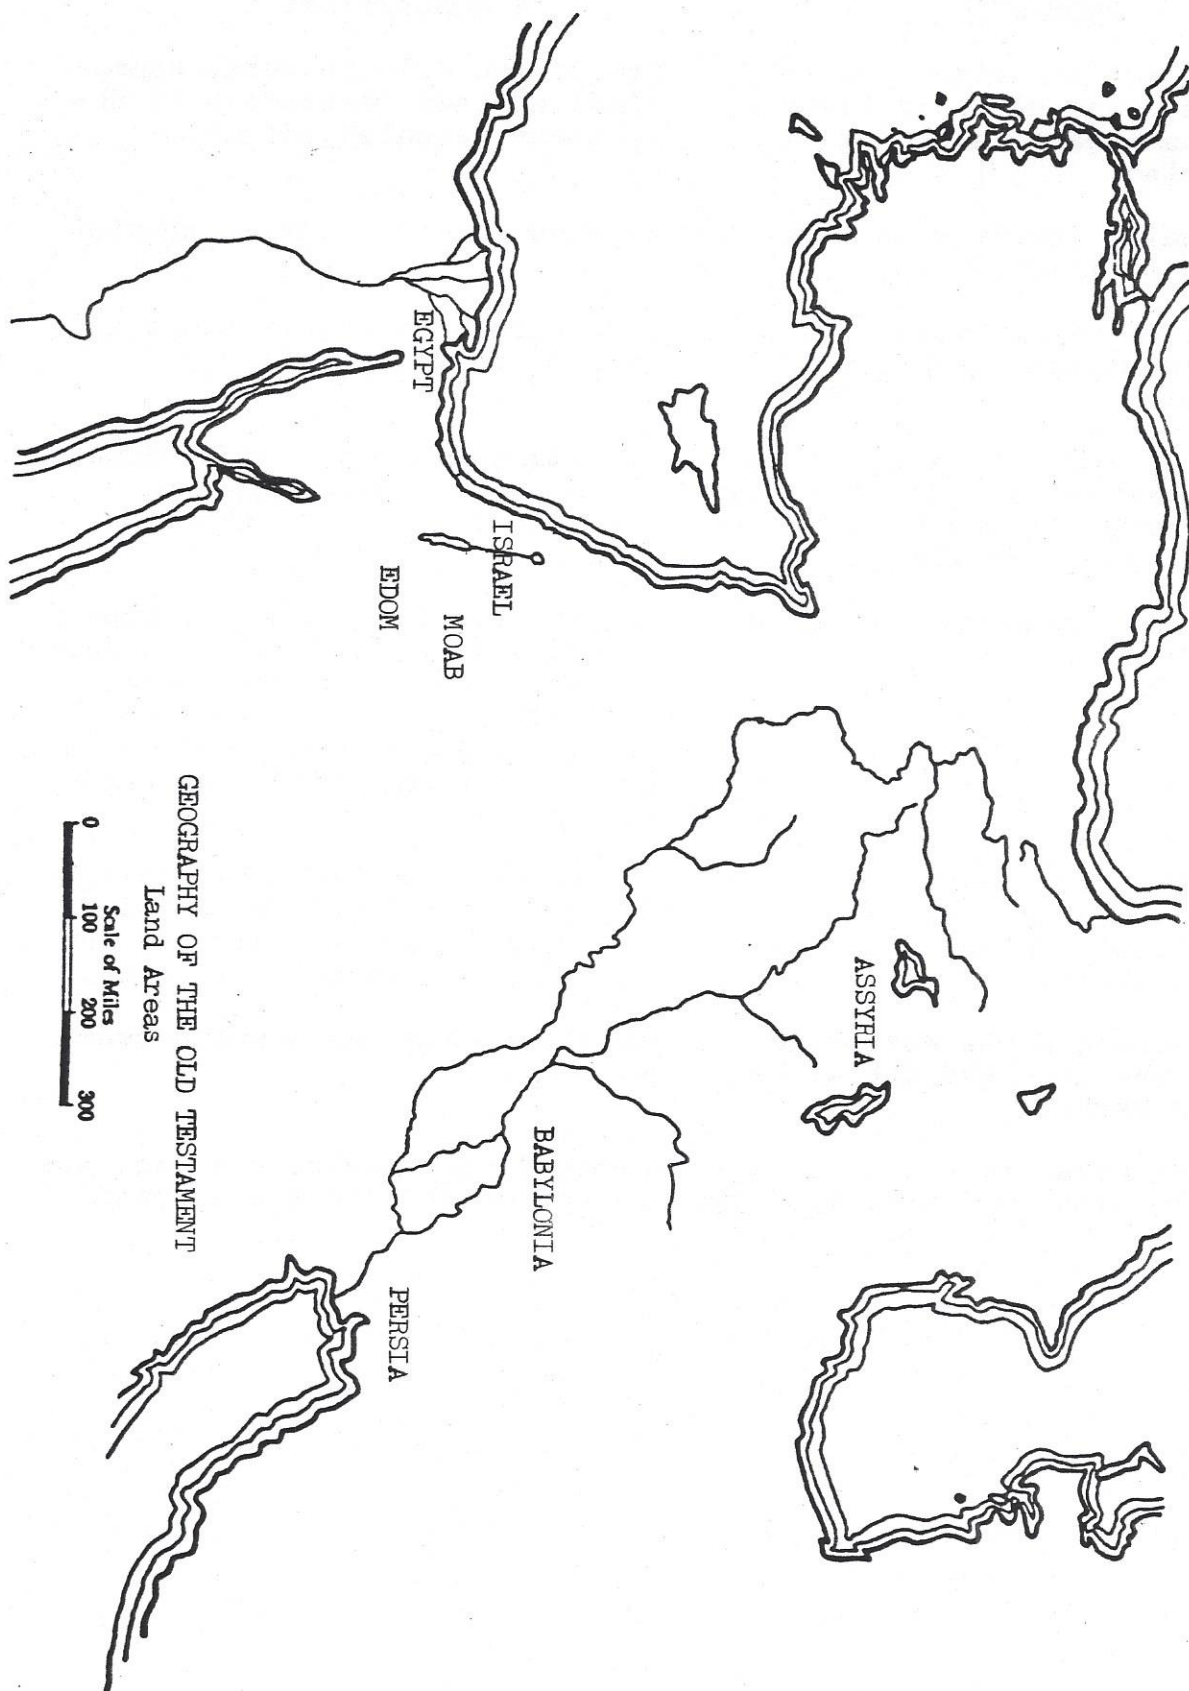 ASSYRIA
BABYLONIA
ISRAEL
MOAB
EGYPT
EDOM
PERSIA
GEOGRAPHY OF THE OLD TESTAMENT
Land Areas
Scale of Miles
0 100 200 300